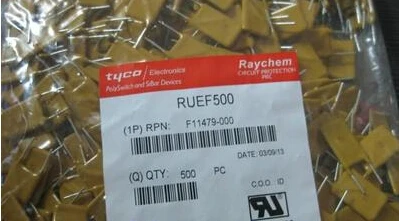 tyco Electronics
PolySwitch and SiBar Devices
Raychem
CIRCUIT PROTECTION
PRC
RUEF500
(1P) RPN: F11479-000
DATE: 03/09/13
(Q) QTY: 500 PC
C.O.O. ID